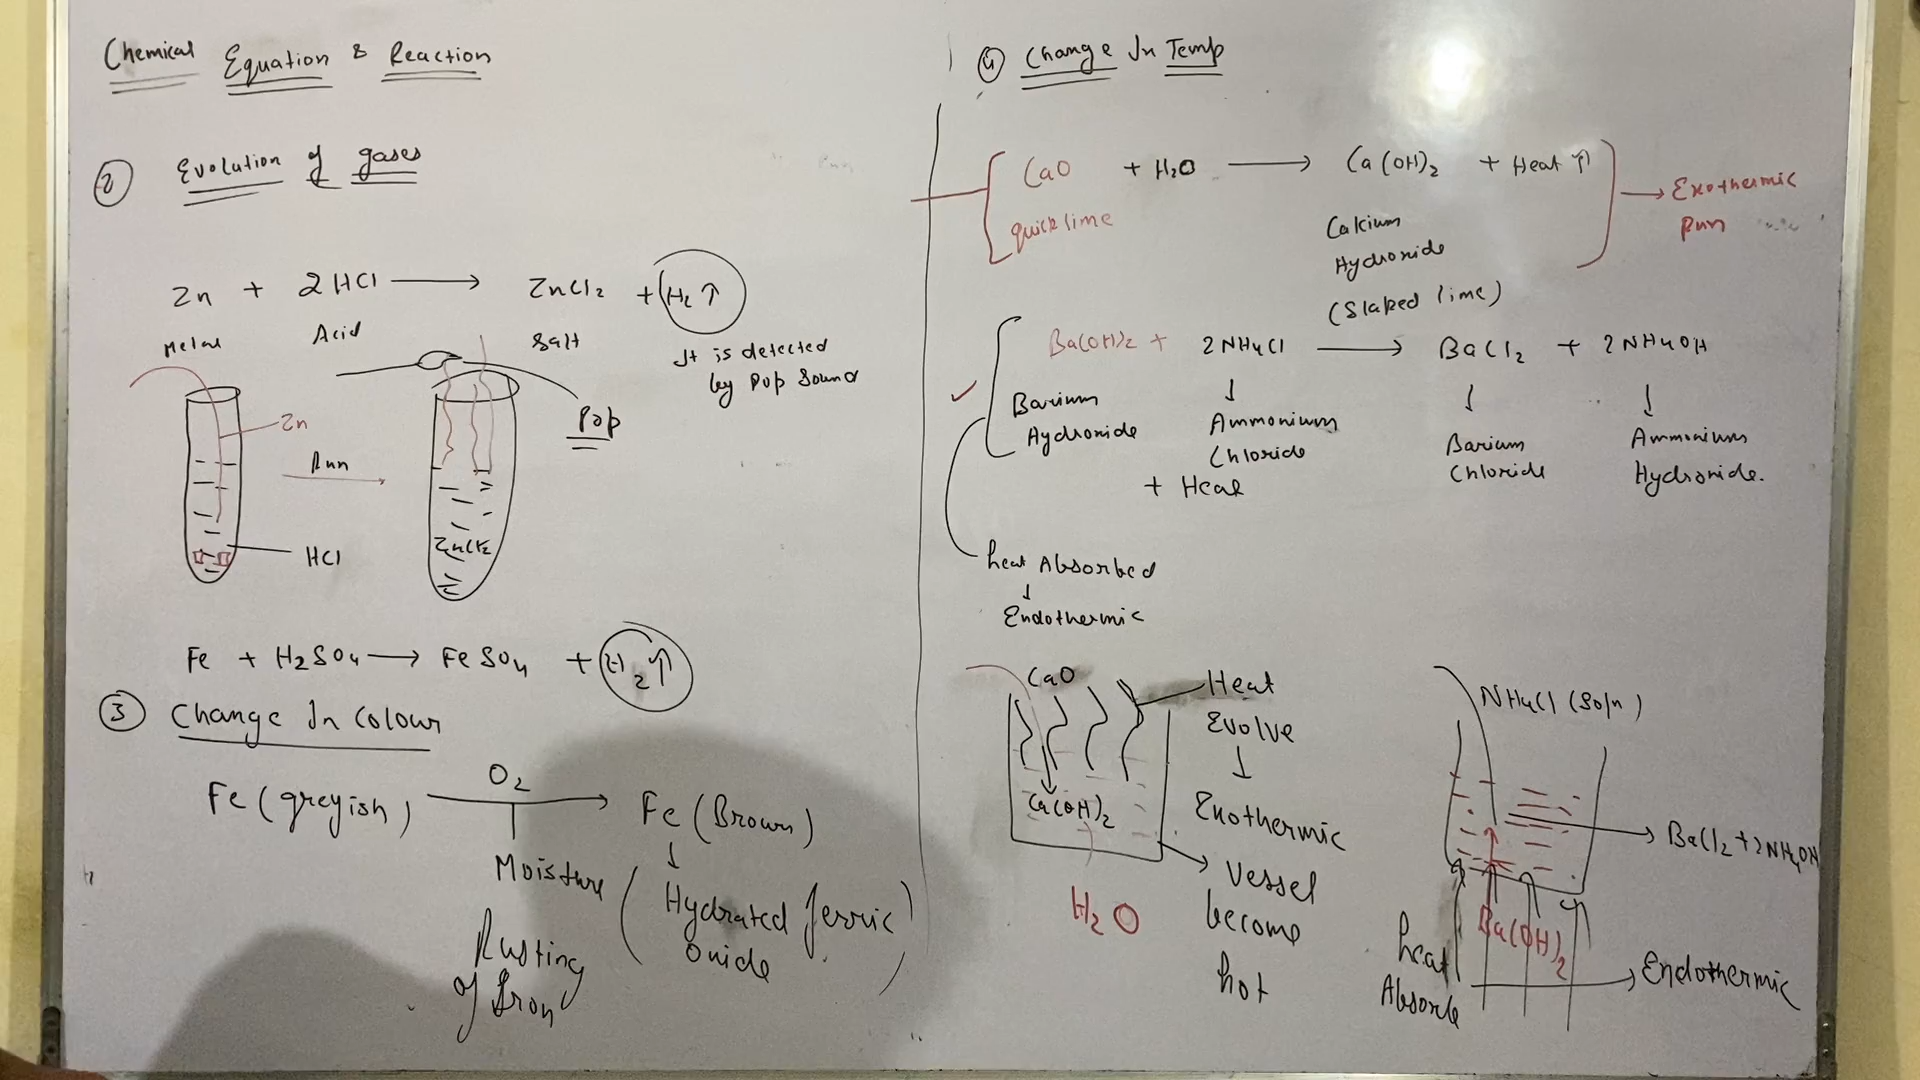 Chemical Equation & Reaction
② Evolution of gases
Zn + 2HCl ⟶ ZnCl2 + H2 ↑
Metal Acid Salt
It is detected
by Pop Sound
Pop
Zn
Rxn
HCl
ZnCl2
Fe + H2SO4 ⟶ FeSO4 + H2 ↑
③ Change In Colour
Fe (greyish) O2 ⟶ Fe (Brown)
Moisture
(Hydrated ferric
Oxide)
Rusting
of Iron
④ Change In Temp
CaO + H2O ⟶ Ca(OH)2 + Heat ↑ → Exothermic
Rxn
quick lime
Calcium
Hydroxide
(Slaked lime)
Ba(OH)2 + 2NH4Cl ⟶ BaCl2 + 2NH4OH
Barium
Hydroxide
Ammonium
Chloride
+ Heat
Barium
Chloride
Ammonium
Hydroxide.
heat Absorbed
↓
Endothermic
CaO
Heat
Evolve
↓
Exothermic
Ca(OH)2
→ Vessel
become
hot
H2O
NH4Cl (Soln)
→ BaCl2 + 2NH4OH
Ba(OH)2
heat
Absorb
→ Endothermic